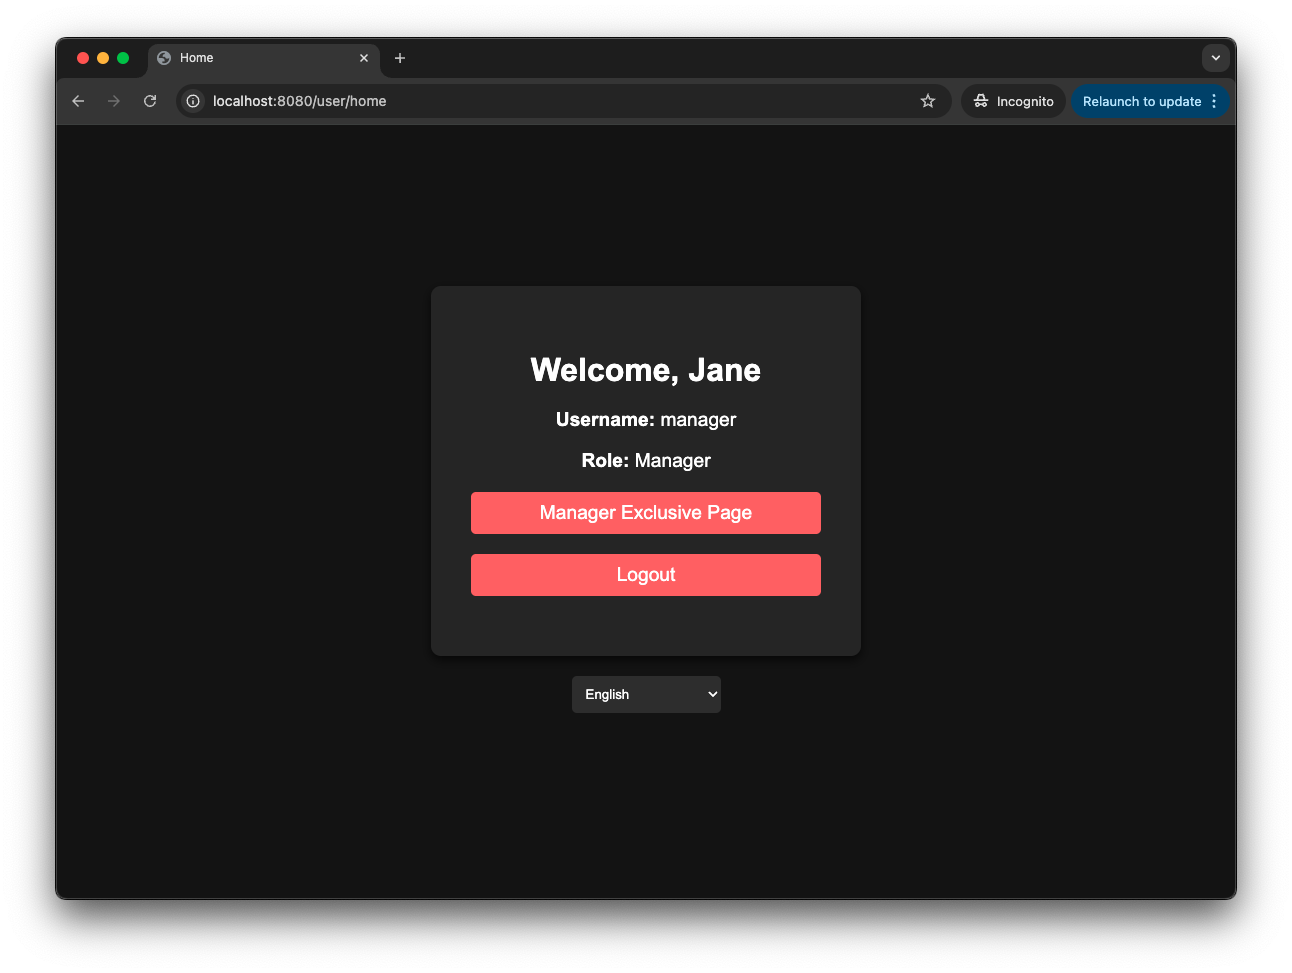 Home
localhost:8080/user/home
Incognito
Relaunch to update
Welcome, Jane
Username: manager
Role: Manager
Manager Exclusive Page
Logout
English